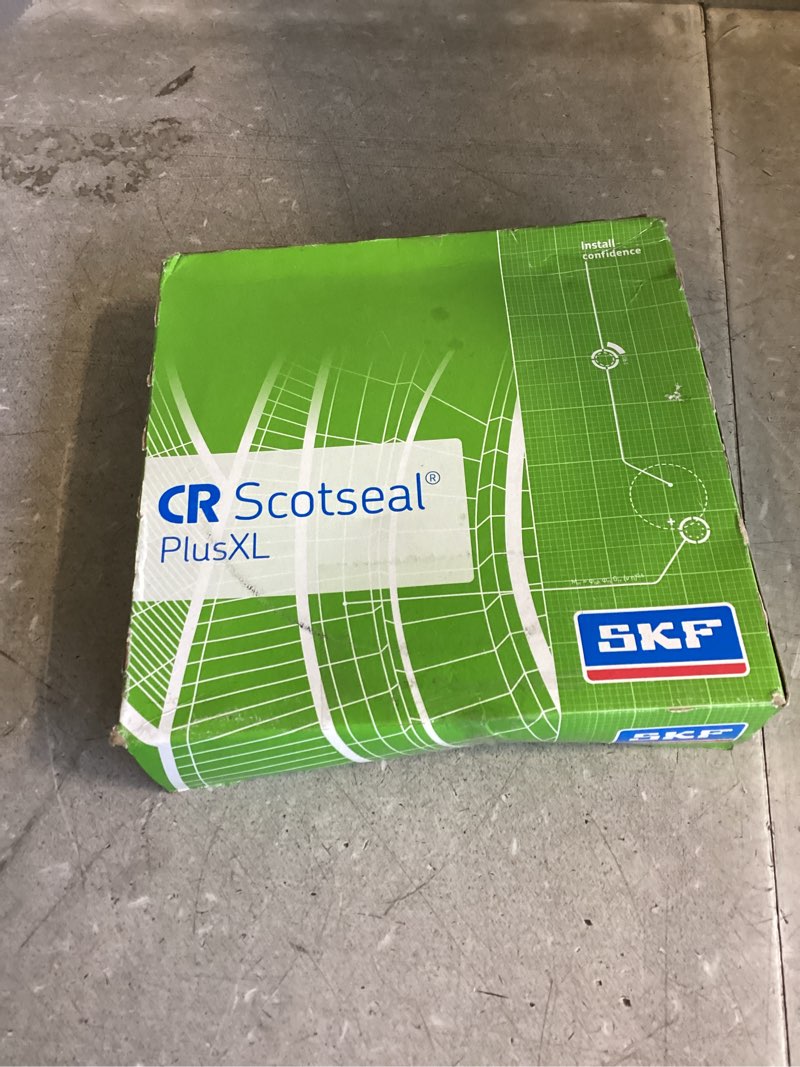 Install
confidence
CR Scotseal®
PlusXL
SKF
SKF